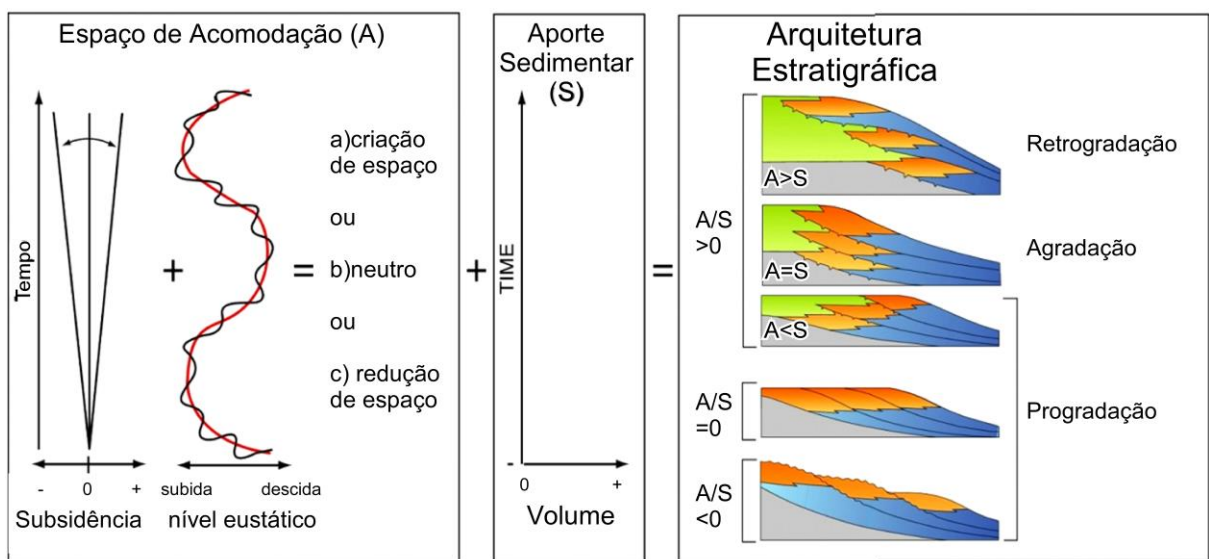 Espaço de Acomodação (A)
Tempo
-
0
+
Subsidência
+
subida
descida
nível eustático
=
a)criação
de espaço
ou
b)neutro
ou
c) redução
de espaço
+
Aporte
Sedimentar
(S)
TIME
-
0
+
Volume
=
Arquitetura
Estratigráfica
A/S
>0
A>S
Retrogradação
A=S
Agradação
A<S
A/S
=0
Progradação
A/S
<0